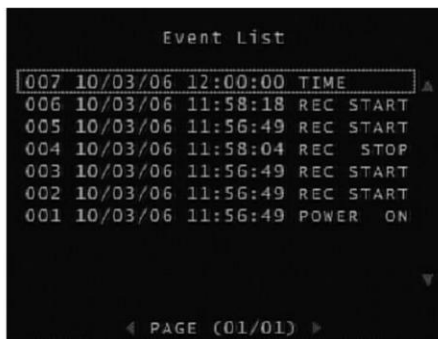 Event List
007 10/03/06 12:00:00 TIME
006 10/03/06 11:58:18 REC START
005 10/03/06 11:56:49 REC START
004 10/03/06 11:58:04 REC STOP
003 10/03/06 11:56:49 REC START
002 10/03/06 11:56:49 REC START
001 10/03/06 11:56:49 POWER ON
PAGE (01/01)